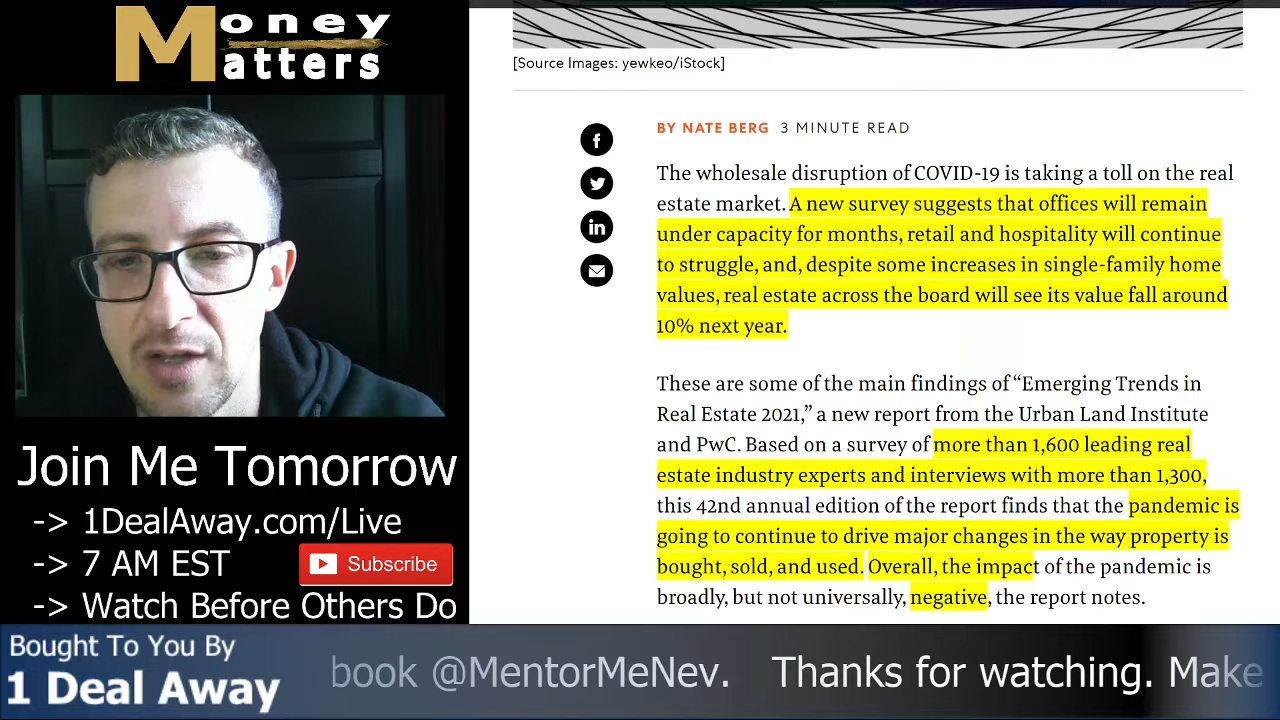 Money
Matters
Join Me Tomorrow
-> 1DealAway.com/Live
-> 7 AM EST
Subscribe
-> Watch Before Others Do
[Source Images: yewkeo/iStock]
BY NATE BERG 3 MINUTE READ
The wholesale disruption of COVID-19 is taking a toll on the real
estate market. A new survey suggests that offices will remain
under capacity for months, retail and hospitality will continue
to struggle, and, despite some increases in single-family home
values, real estate across the board will see its value fall around
10% next year.
These are some of the main findings of “Emerging Trends in
Real Estate 2021,” a new report from the Urban Land Institute
and PwC. Based on a survey of more than 1,600 leading real
estate industry experts and interviews with more than 1,300,
this 42nd annual edition of the report finds that the pandemic is
going to continue to drive major changes in the way property is
bought, sold, and used. Overall, the impact of the pandemic is
broadly, but not universally, negative, the report notes.
Bought To You By
1 Deal Away
book @MentorMeNev. Thanks for watching. Make